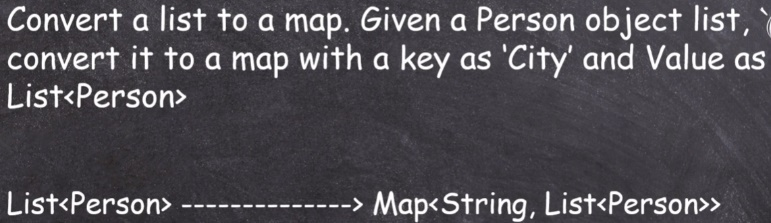 Convert a list to a map. Given a Person object list,
convert it to a map with a key as ‘City’ and Value as
List<Person>
List<Person> --------------> Map<String, List<Person>>